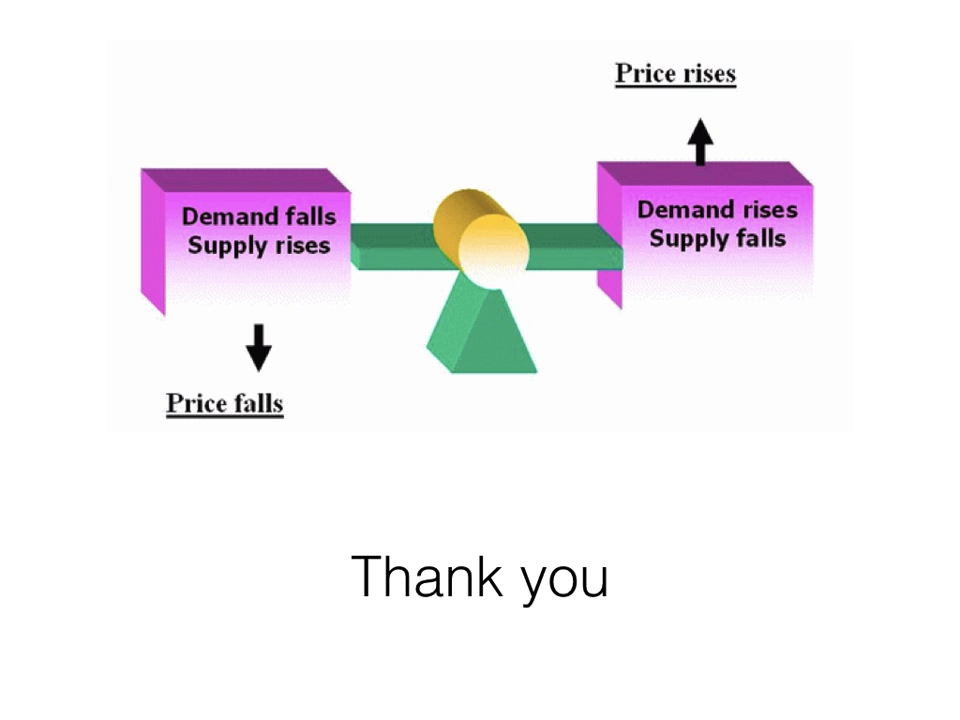 Price rises
Demand falls
Supply rises
Demand rises
Supply falls
Price falls
Thank you